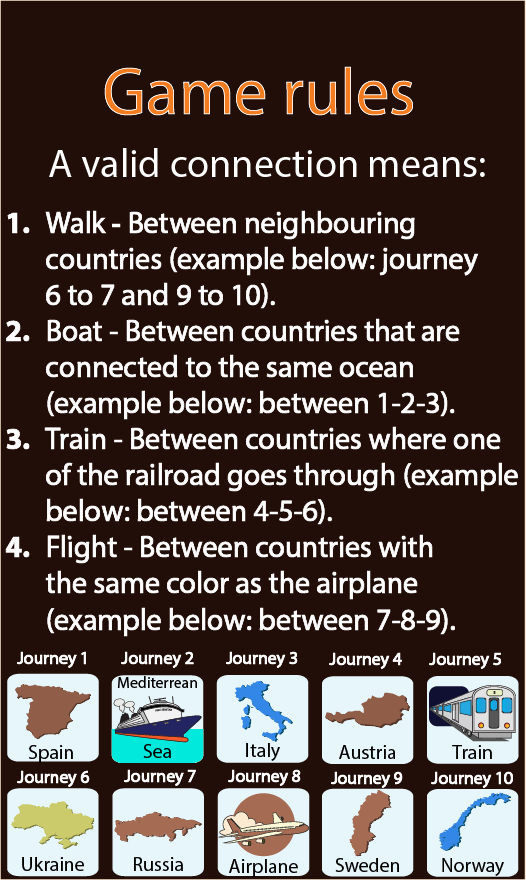 Game rules
A valid connection means:
1. Walk - Between neighbouring
countries (example below: journey
6 to 7 and 9 to 10).
2. Boat - Between countries that are
connected to the same ocean
(example below: between 1-2-3).
3. Train - Between countries where one
of the railroad goes through (example
below: between 4-5-6).
4. Flight - Between countries with
the same color as the airplane
(example below: between 7-8-9).
Journey 1 Journey 2 Journey 3 Journey 4 Journey 5
Mediterrean
Spain Sea Italy Austria Train
Journey 6 Journey 7 Journey 8 Journey 9 Journey 10
Ukraine Russia Airplane Sweden Norway